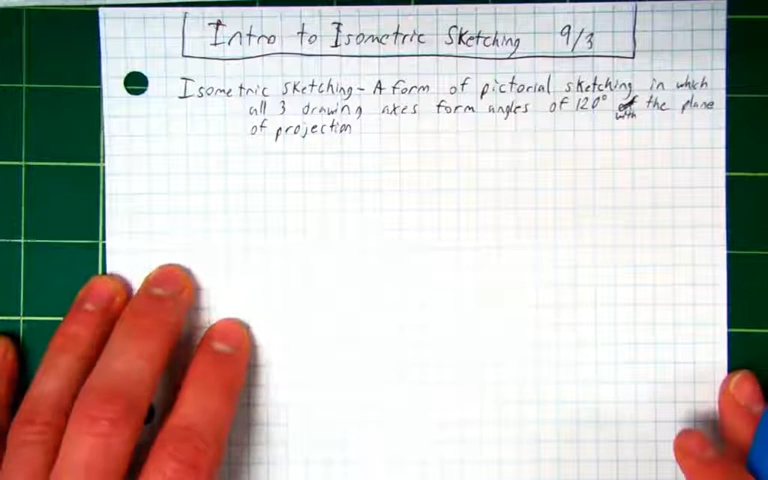 Intro to Isometric Sketching 9/3
Isometric sketching - A form of pictorial sketching in which
all 3 drawing axes form angles of 120° with the plane
of projection